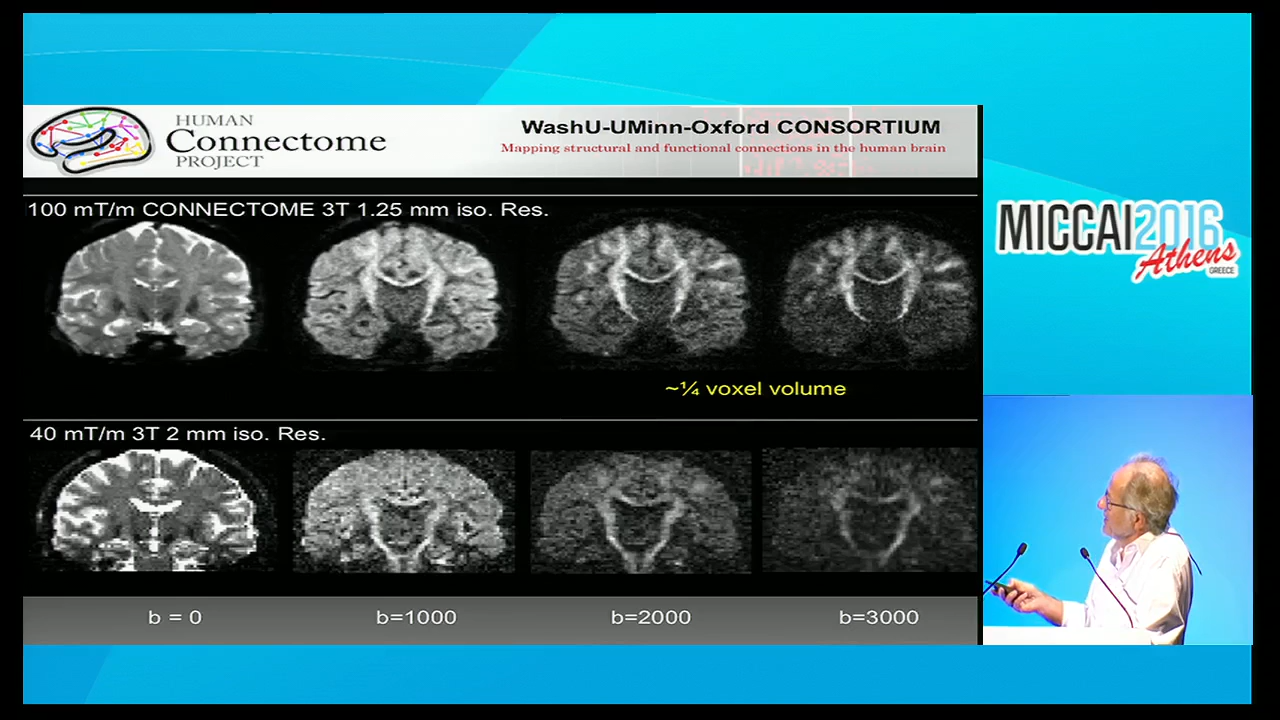 HUMAN
Connectome
PROJECT
WashU-UMinn-Oxford CONSORTIUM
Mapping structural and functional connections in the human brain
100 mT/m CONNECTOME 3T 1.25 mm iso. Res.
~¼ voxel volume
40 mT/m 3T 2 mm iso. Res.
b = 0
b=1000
b=2000
b=3000
MICCAI2016
Athens
GREECE